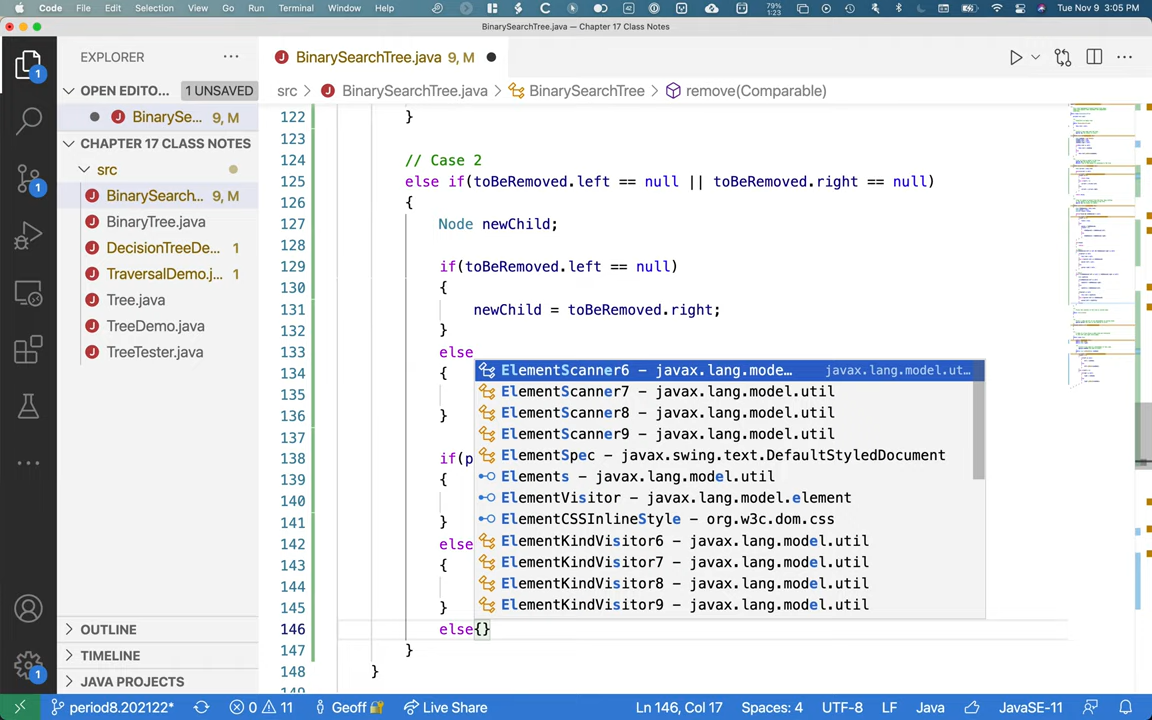 Code File Edit Selection View Go Run Terminal Window Help 79% 1:23 Tue Nov 9 3:05 PM
BinarySearchTree.java — Chapter 17 Class Notes
EXPLORER
OPEN EDITO... 1 UNSAVED
BinarySe... 9, M
CHAPTER 17 CLASS NOTES
src
BinarySearch... 9, M
BinaryTree.java
DecisionTreeDe... 1
TraversalDemo.j... 1
Tree.java
TreeDemo.java
TreeTester.java
OUTLINE
TIMELINE
JAVA PROJECTS
1
1
1
BinarySearchTree.java 9, M
src > BinarySearchTree.java > BinarySearchTree > remove(Comparable)
122 }
123
124 // Case 2
125 else if(toBeRemoved.left == null || toBeRemoved.right == null)
126 {
127 Node newChild;
128
129 if(toBeRemoved.left == null)
130 {
131 newChild = toBeRemoved.right;
132 }
133 else
134 {
135
136 }
137
138 if(p
139 {
140
141 }
142 else
143 {
144
145 }
146 else{}
147 }
148 }
ElementScanner6 – javax.lang.mode... javax.lang.model.ut...
ElementScanner7 – javax.lang.model.util
ElementScanner8 – javax.lang.model.util
ElementScanner9 – javax.lang.model.util
ElementSpec – javax.swing.text.DefaultStyledDocument
Elements – javax.lang.model.util
ElementVisitor – javax.lang.model.element
ElementCSSInlineStyle – org.w3c.dom.css
ElementKindVisitor6 – javax.lang.model.util
ElementKindVisitor7 – javax.lang.model.util
ElementKindVisitor8 – javax.lang.model.util
ElementKindVisitor9 – javax.lang.model.util
period8.202122* 0 11 Geoff Live Share Ln 146, Col 17 Spaces: 4 UTF-8 LF Java JavaSE-11